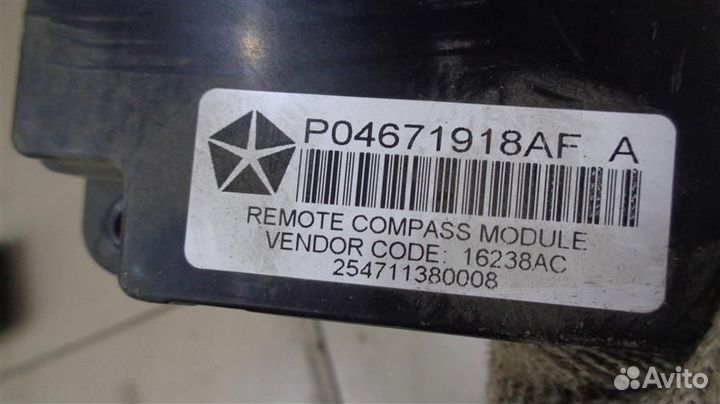 P04671918AF A
REMOTE COMPASS MODULE
VENDOR CODE: 16238AC
254711380008
Avito